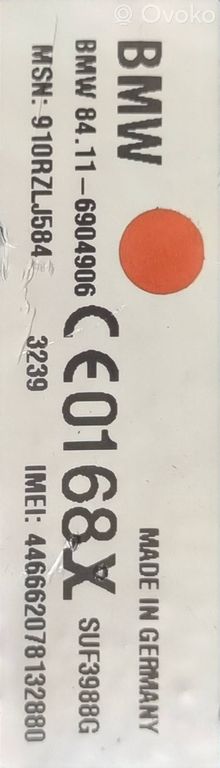 Ovoko
BMW MADE IN GERMANY
BMW 84.11-6904906 CE0168X SUF3988G
MSN: 910RZLJ584 3239 IMEI: 446662078132880